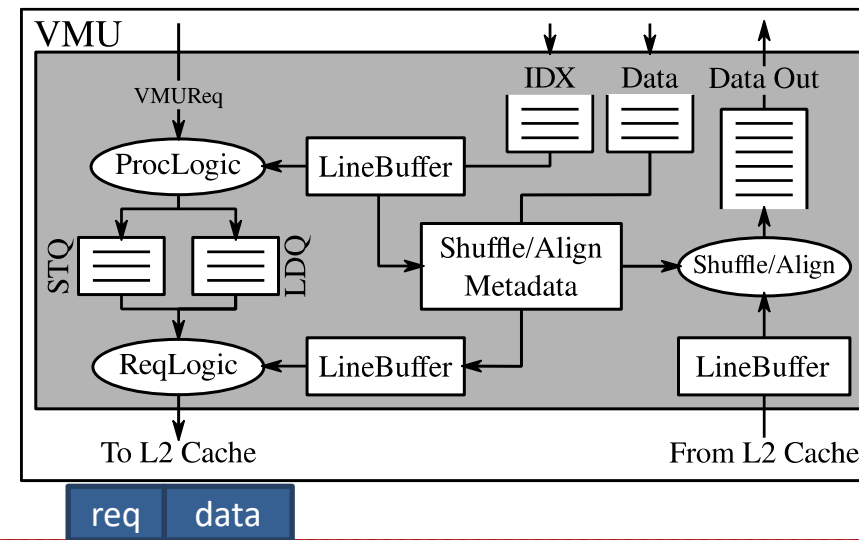 VMU
IDX Data Data Out
VMUReq
ProcLogic
LineBuffer
STQ
LDQ
Shuffle/Align
Metadata
Shuffle/Align
ReqLogic
LineBuffer
LineBuffer
To L2 Cache
From L2 Cache
req data